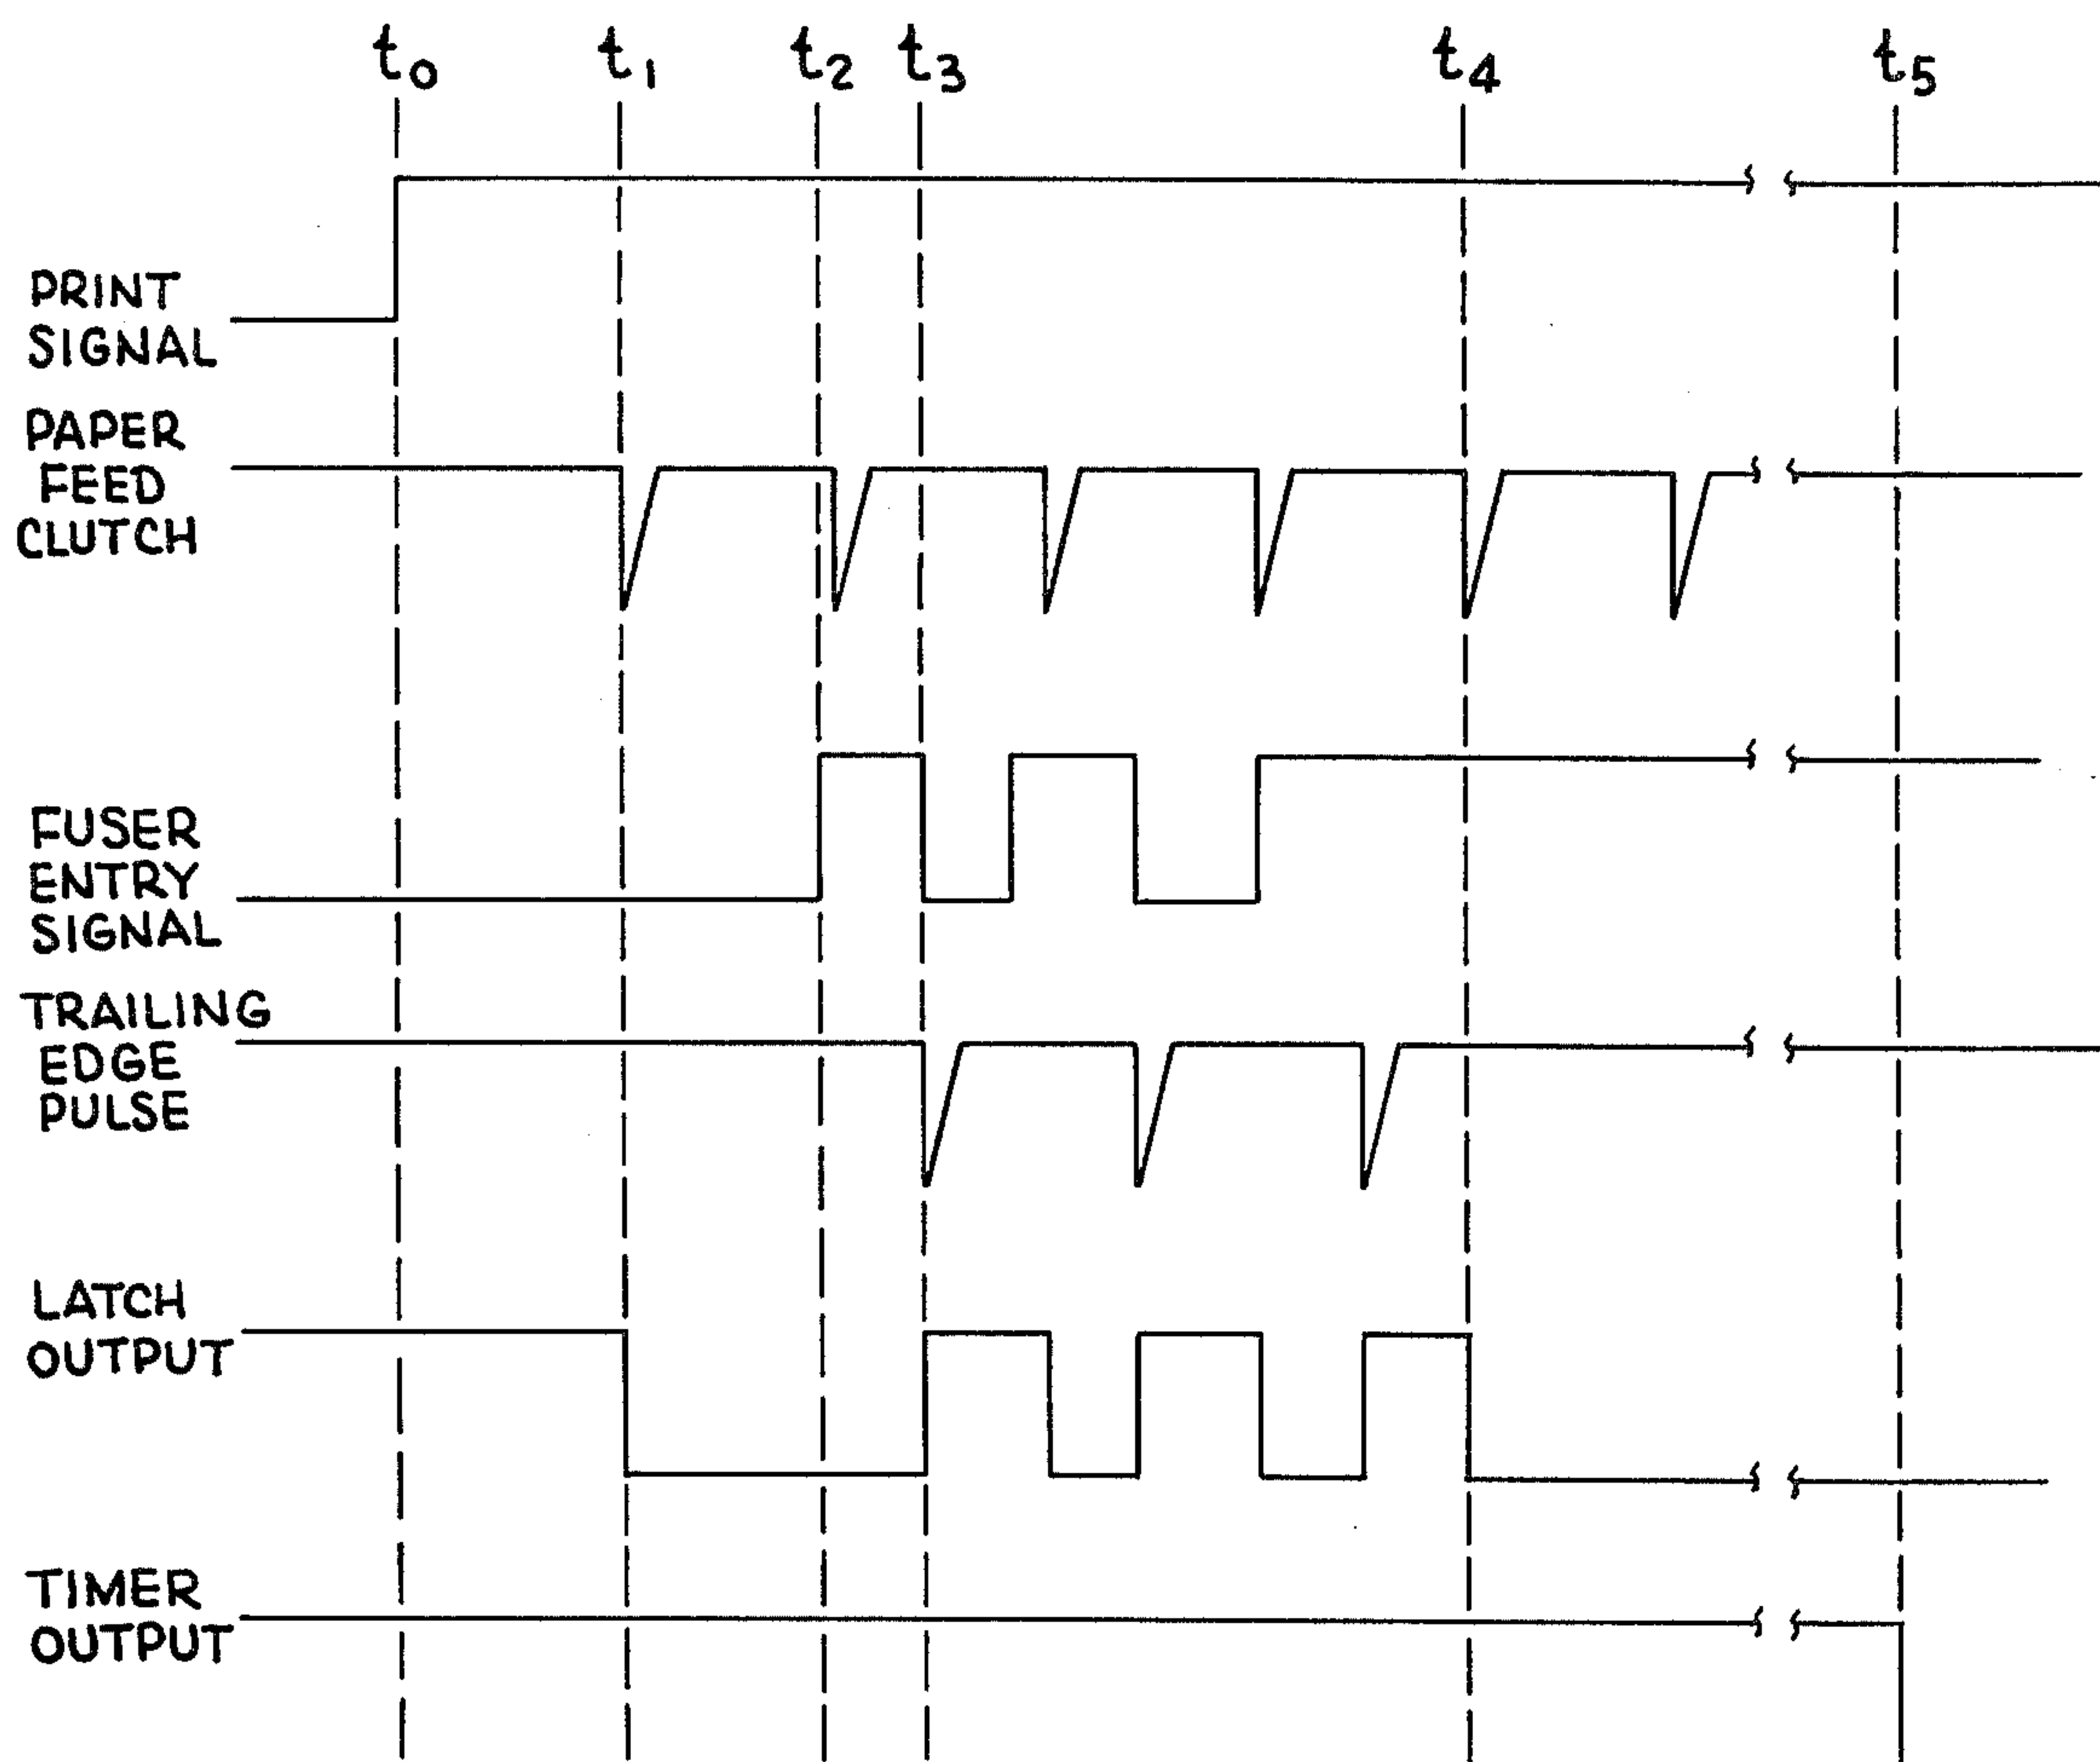 t₀ t₁ t₂ t₃ t₄ t₅
PRINT
SIGNAL
PAPER
FEED
CLUTCH
FUSER
ENTRY
SIGNAL
TRAILING
EDGE
PULSE
LATCH
OUTPUT
TIMER
OUTPUT